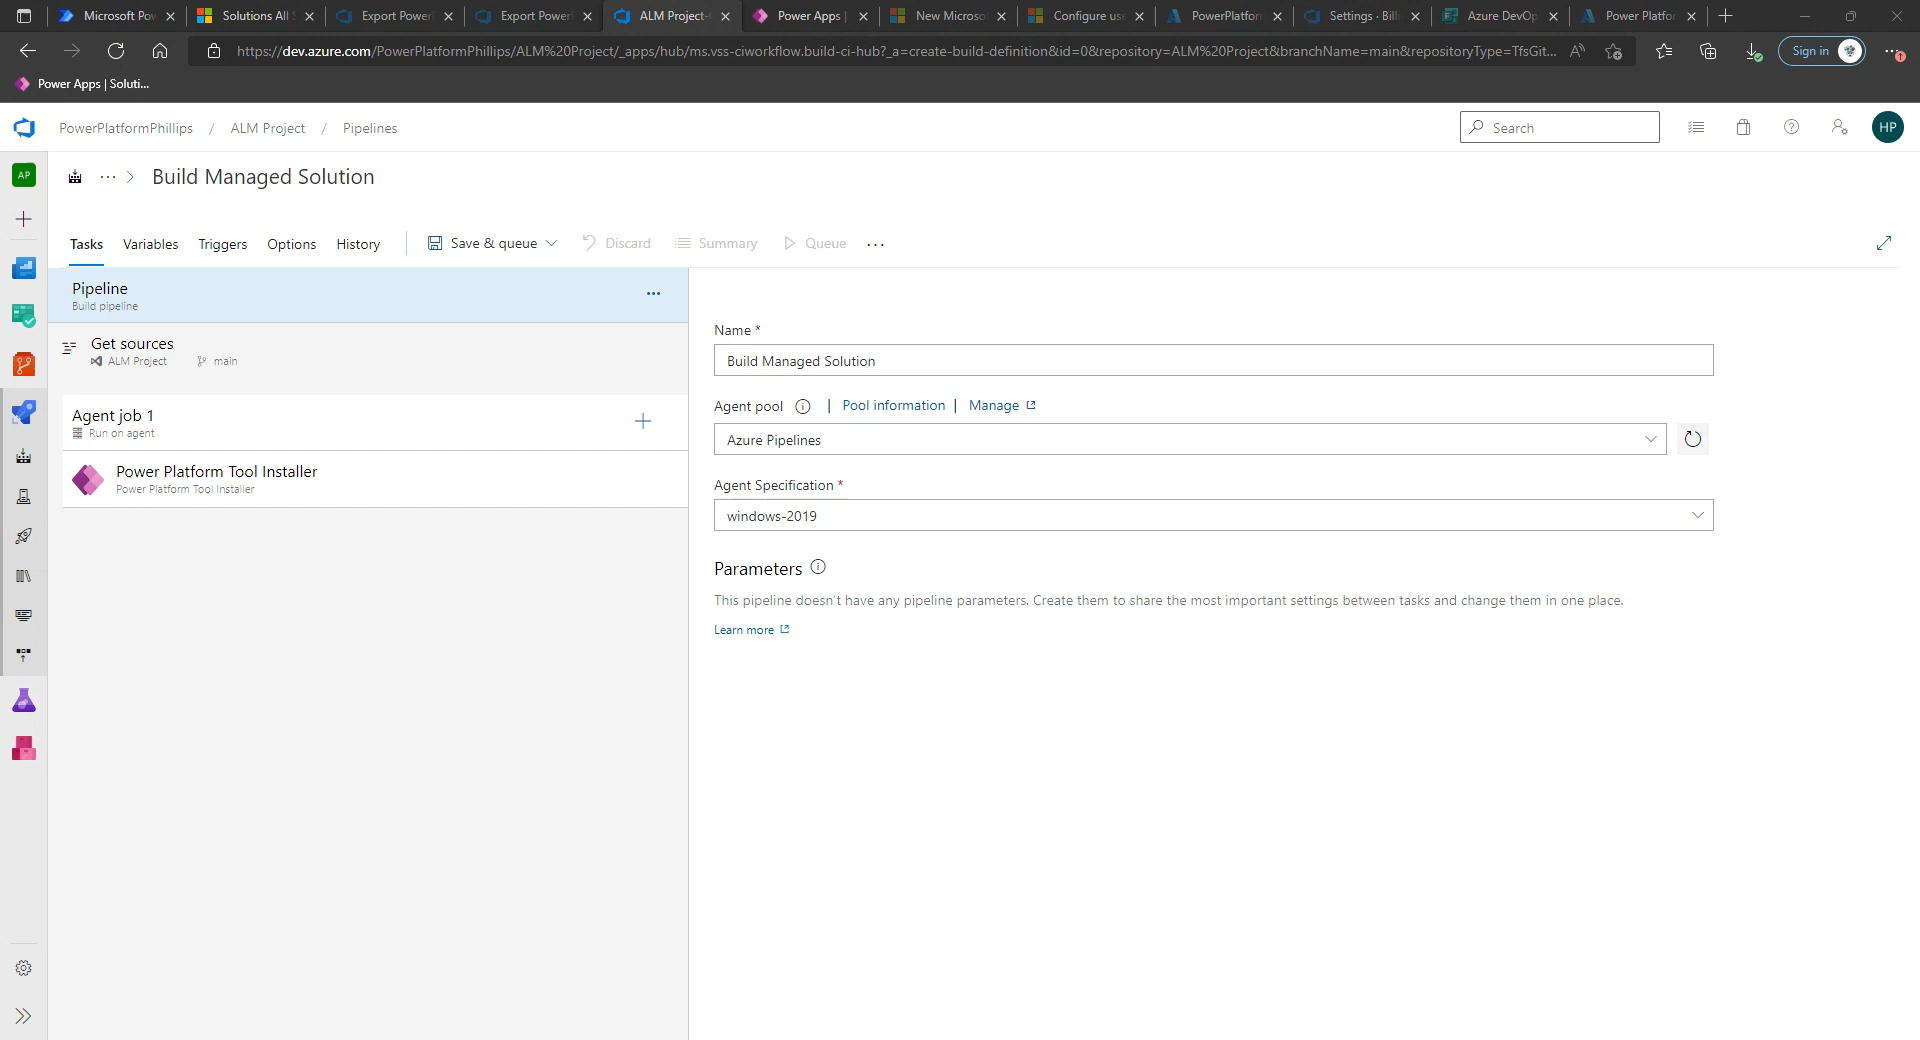 Microsoft Pow
Solutions All
Export Power
Export Power
ALM Project-
Power Apps |
New Microso
Configure us
PowerPlatfor
Settings · Billi
Azure DevOp
Power Platfor
https://dev.azure.com/PowerPlatformPhillips/ALM%20Project/_apps/hub/ms.vss-ciworkflow.build-ci-hub?_a=create-build-definition&id=0&repository=ALM%20Project&branchName=main&repositoryType=TfsGit...
Sign in
Power Apps | Soluti...
PowerPlatformPhillips / ALM Project / Pipelines
Search
HP
AP
Build Managed Solution
Tasks Variables Triggers Options History Save & queue Discard Summary Queue
Pipeline
Build pipeline
Get sources
ALM Project main
Agent job 1
Run on agent
Power Platform Tool Installer
Power Platform Tool Installer
Name *
Build Managed Solution
Agent pool | Pool information | Manage
Azure Pipelines
Agent Specification *
windows-2019
Parameters
This pipeline doesn't have any pipeline parameters. Create them to share the most important settings between tasks and change them in one place.
Learn more